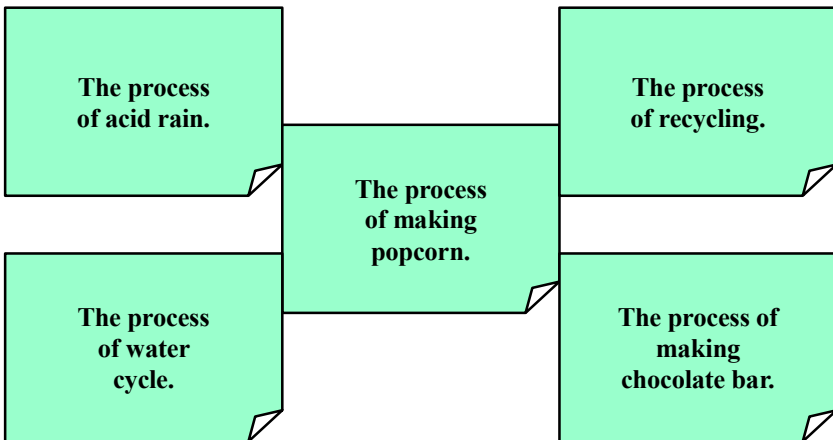 The process
of acid rain.
The process
of recycling.
The process
of making
popcorn.
The process
of water
cycle.
The process of
making
chocolate bar.